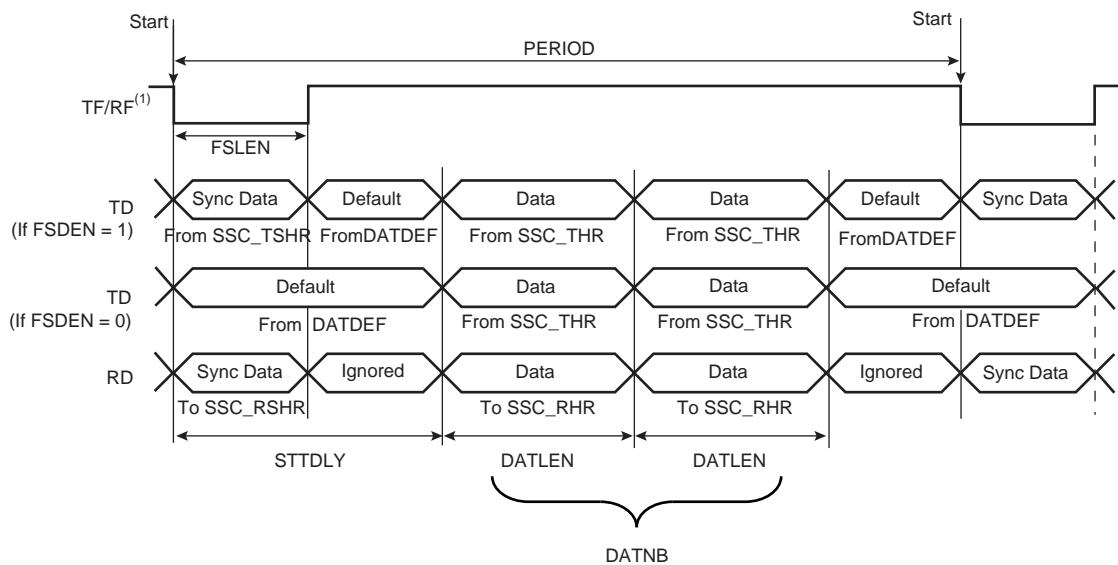 Start
Start
PERIOD
TF/RF(1)
FSLEN
TD
(If FSDEN = 1)
Sync Data
Default
Data
Data
Default
Sync Data
From SSC_TSHR
FromDATDEF
From SSC_THR
From SSC_THR
FromDATDEF
TD
(If FSDEN = 0)
Default
Data
Data
Default
From DATDEF
From SSC_THR
From SSC_THR
From DATDEF
RD
Sync Data
Ignored
Data
Data
Ignored
Sync Data
To SSC_RSHR
To SSC_RHR
To SSC_RHR
STTDLY
DATLEN
DATLEN
DATNB